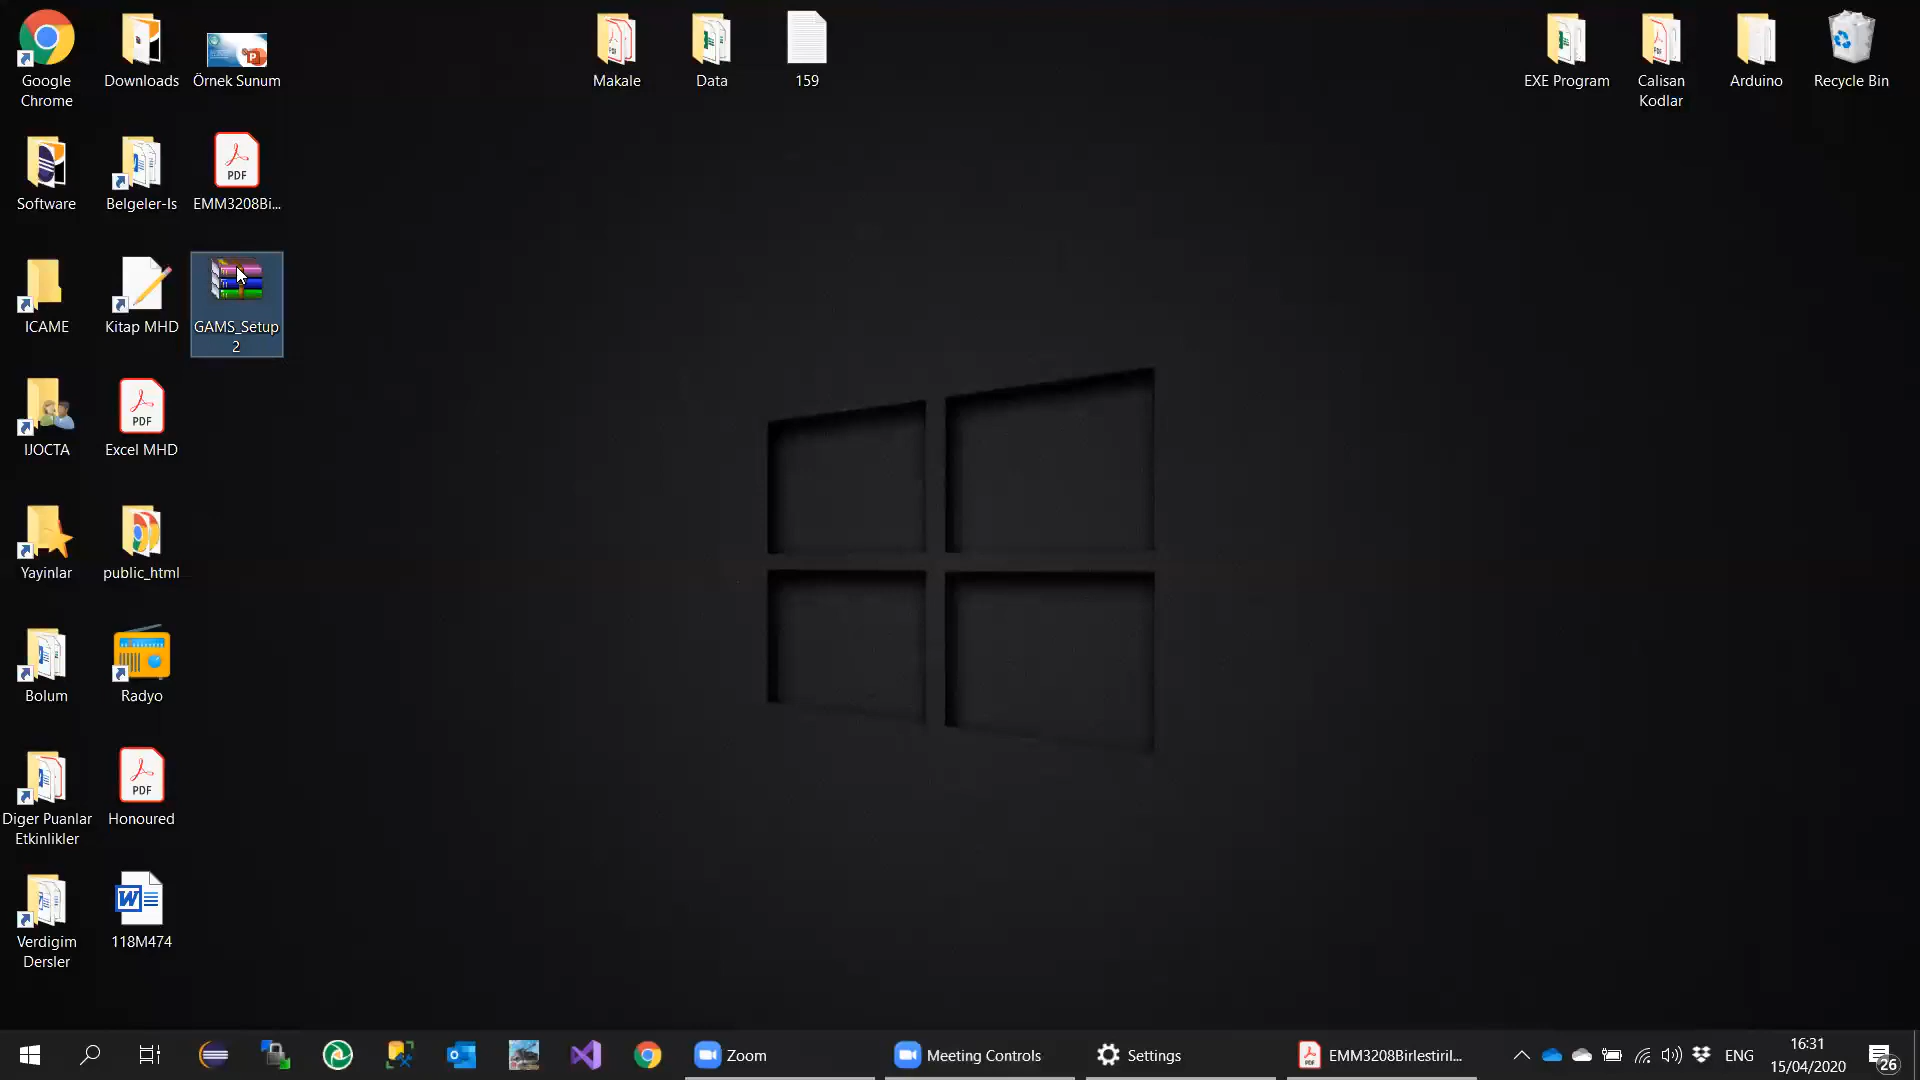 Google
Chrome
Downloads
Örnek Sunum
Makale
Data
159
EXE Program
Calisan
Kodlar
Arduino
Recycle Bin
Software
Belgeler-Is
PDF
EMM3208Bi...
ICAME
Kitap MHD
GAMS_Setup
2
IJOCTA
PDF
Excel MHD
Yayinlar
public_html
Bolum
Radyo
Diger Puanlar
Etkinlikler
PDF
Honoured
Verdigim
Dersler
118M474
Zoom
Meeting Controls
Settings
EMM3208Birlestiril...
ENG
16:31
15/04/2020
26